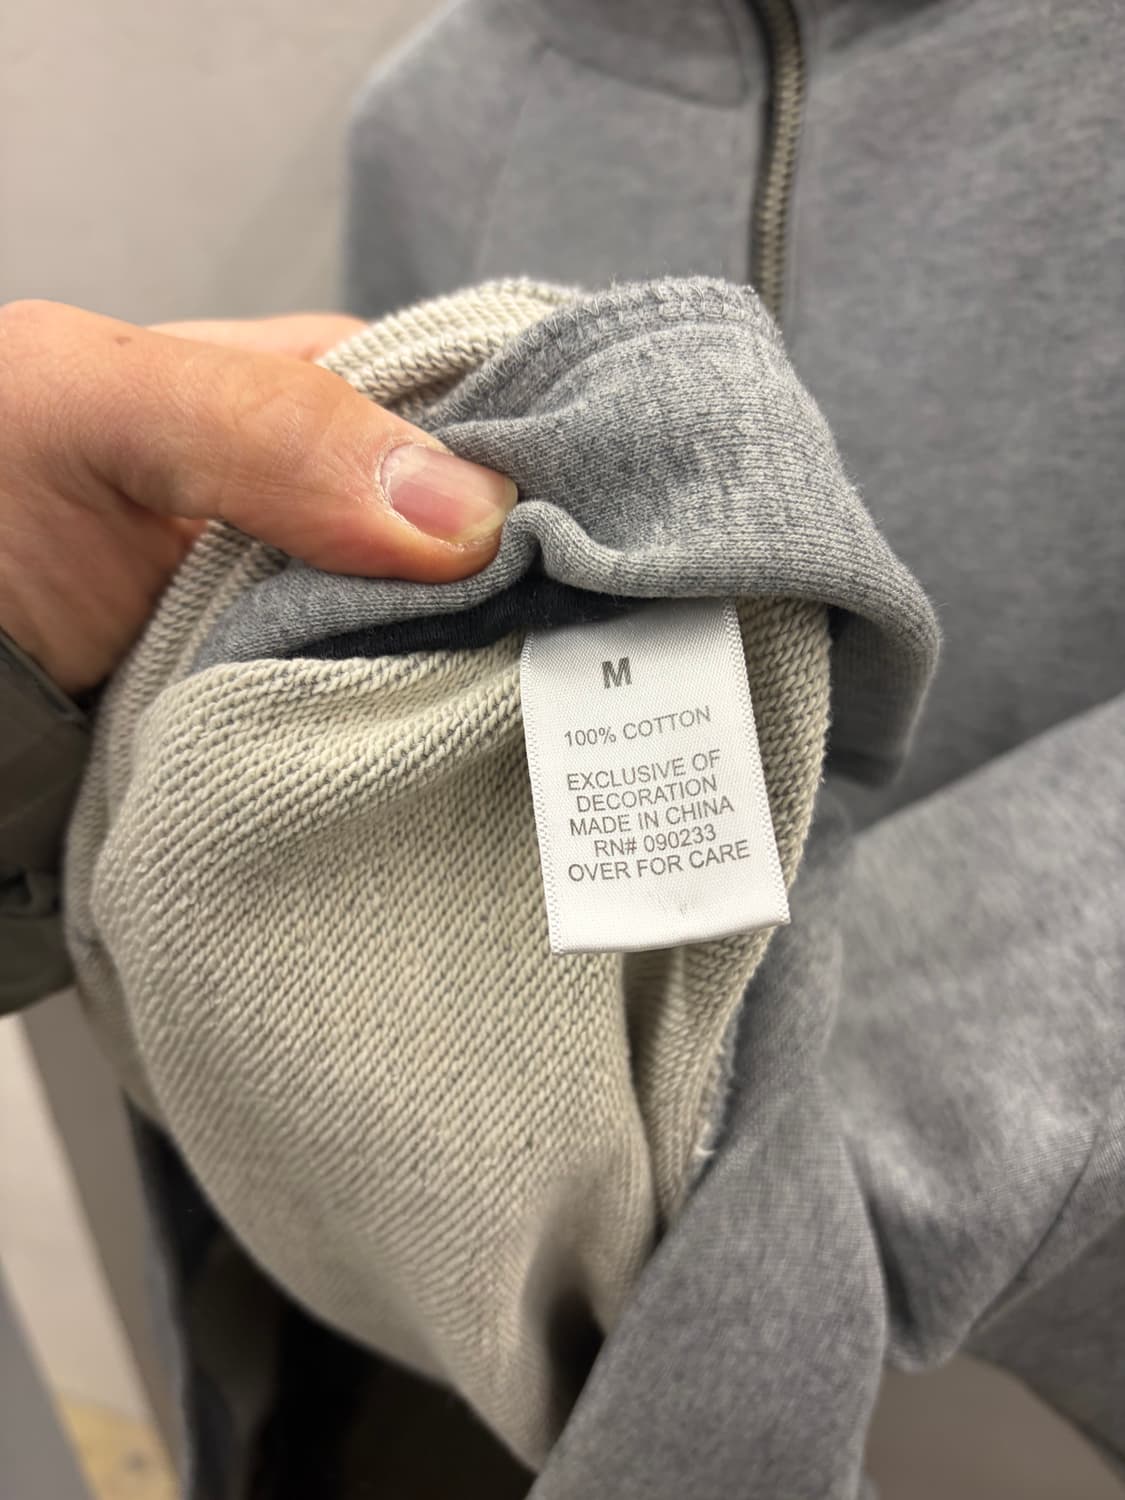 M
100% COTTON
EXCLUSIVE OF
DECORATION
MADE IN CHINA
RN# 090233
OVER FOR CARE